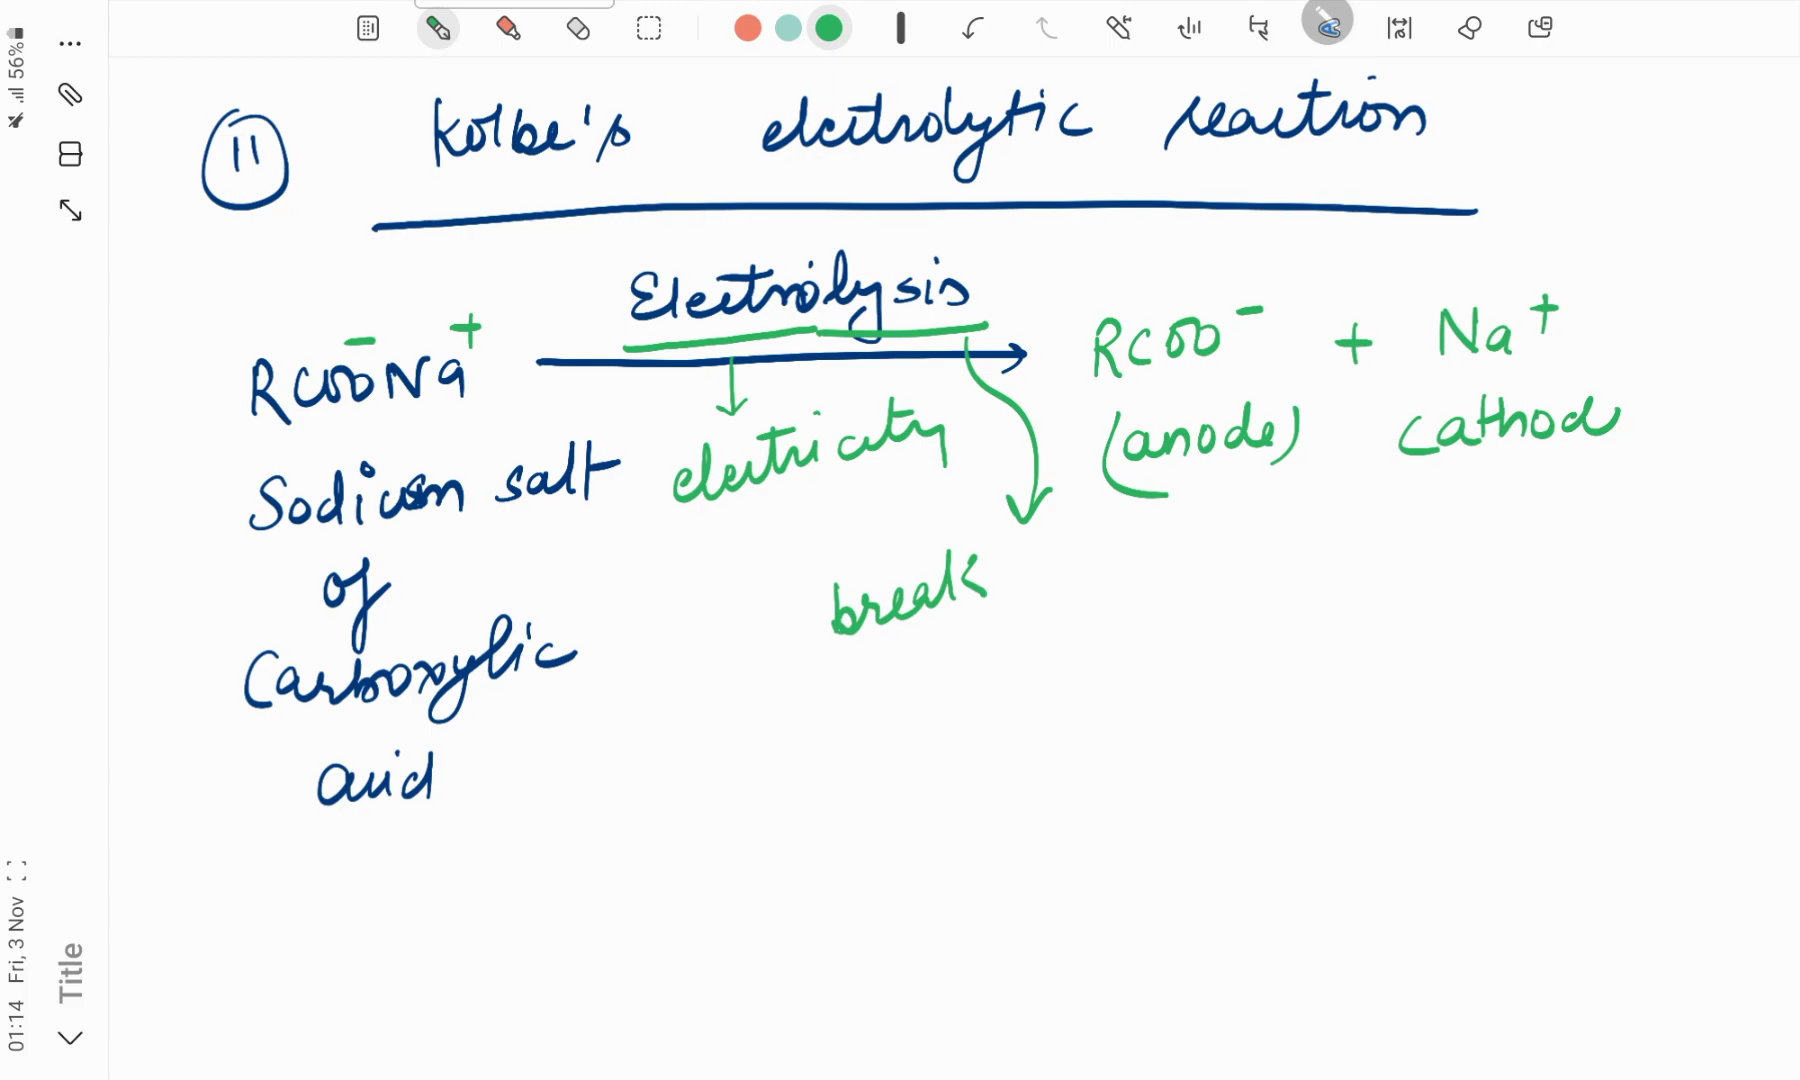 01:14 Fri, 3 Nov
56%
Title
11
Kolbe's electrolytic reaction
Electrolysis
RCOO⁻Na⁺
RCOO⁻ + Na⁺
electricity
(anode) cathod
Sodium salt
of
Carboxylic
acid
break